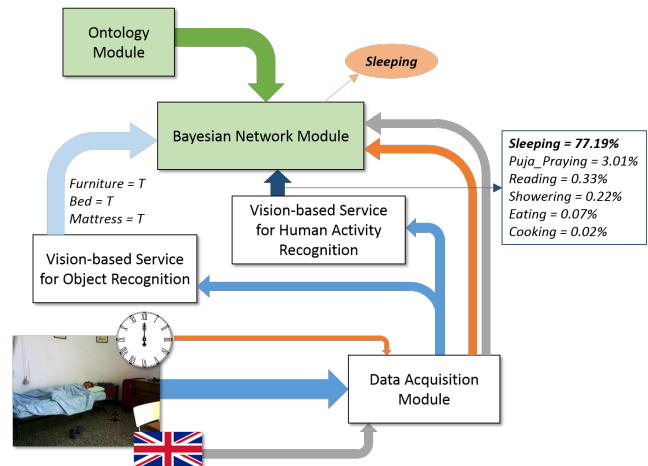 Ontology
Module
Sleeping
Bayesian Network Module
Sleeping = 77.19%
Puja_Praying = 3.01%
Reading = 0.33%
Showering = 0.22%
Eating = 0.07%
Cooking = 0.02%
Furniture = T
Bed = T
Mattress = T
Vision-based Service
for Human Activity
Recognition
Vision-based Service
for Object Recognition
Data Acquisition
Module